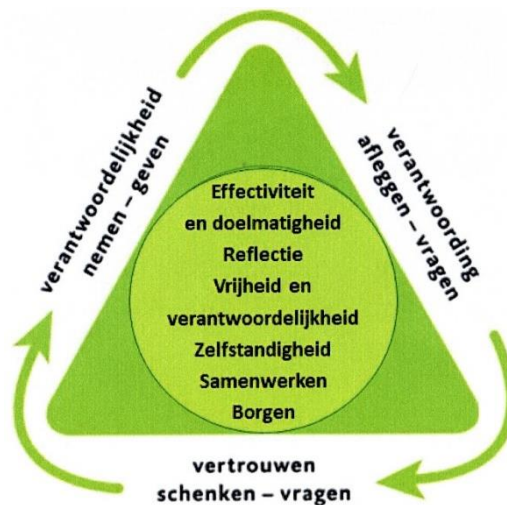 verantwoordelijkheid
nemen – geven
verantwoording
afleggen – vragen
Effectiviteit
en doelmatigheid
Reflectie
Vrijheid en
verantwoordelijkheid
Zelfstandigheid
Samenwerken
Borgen
vertrouwen
schenken – vragen